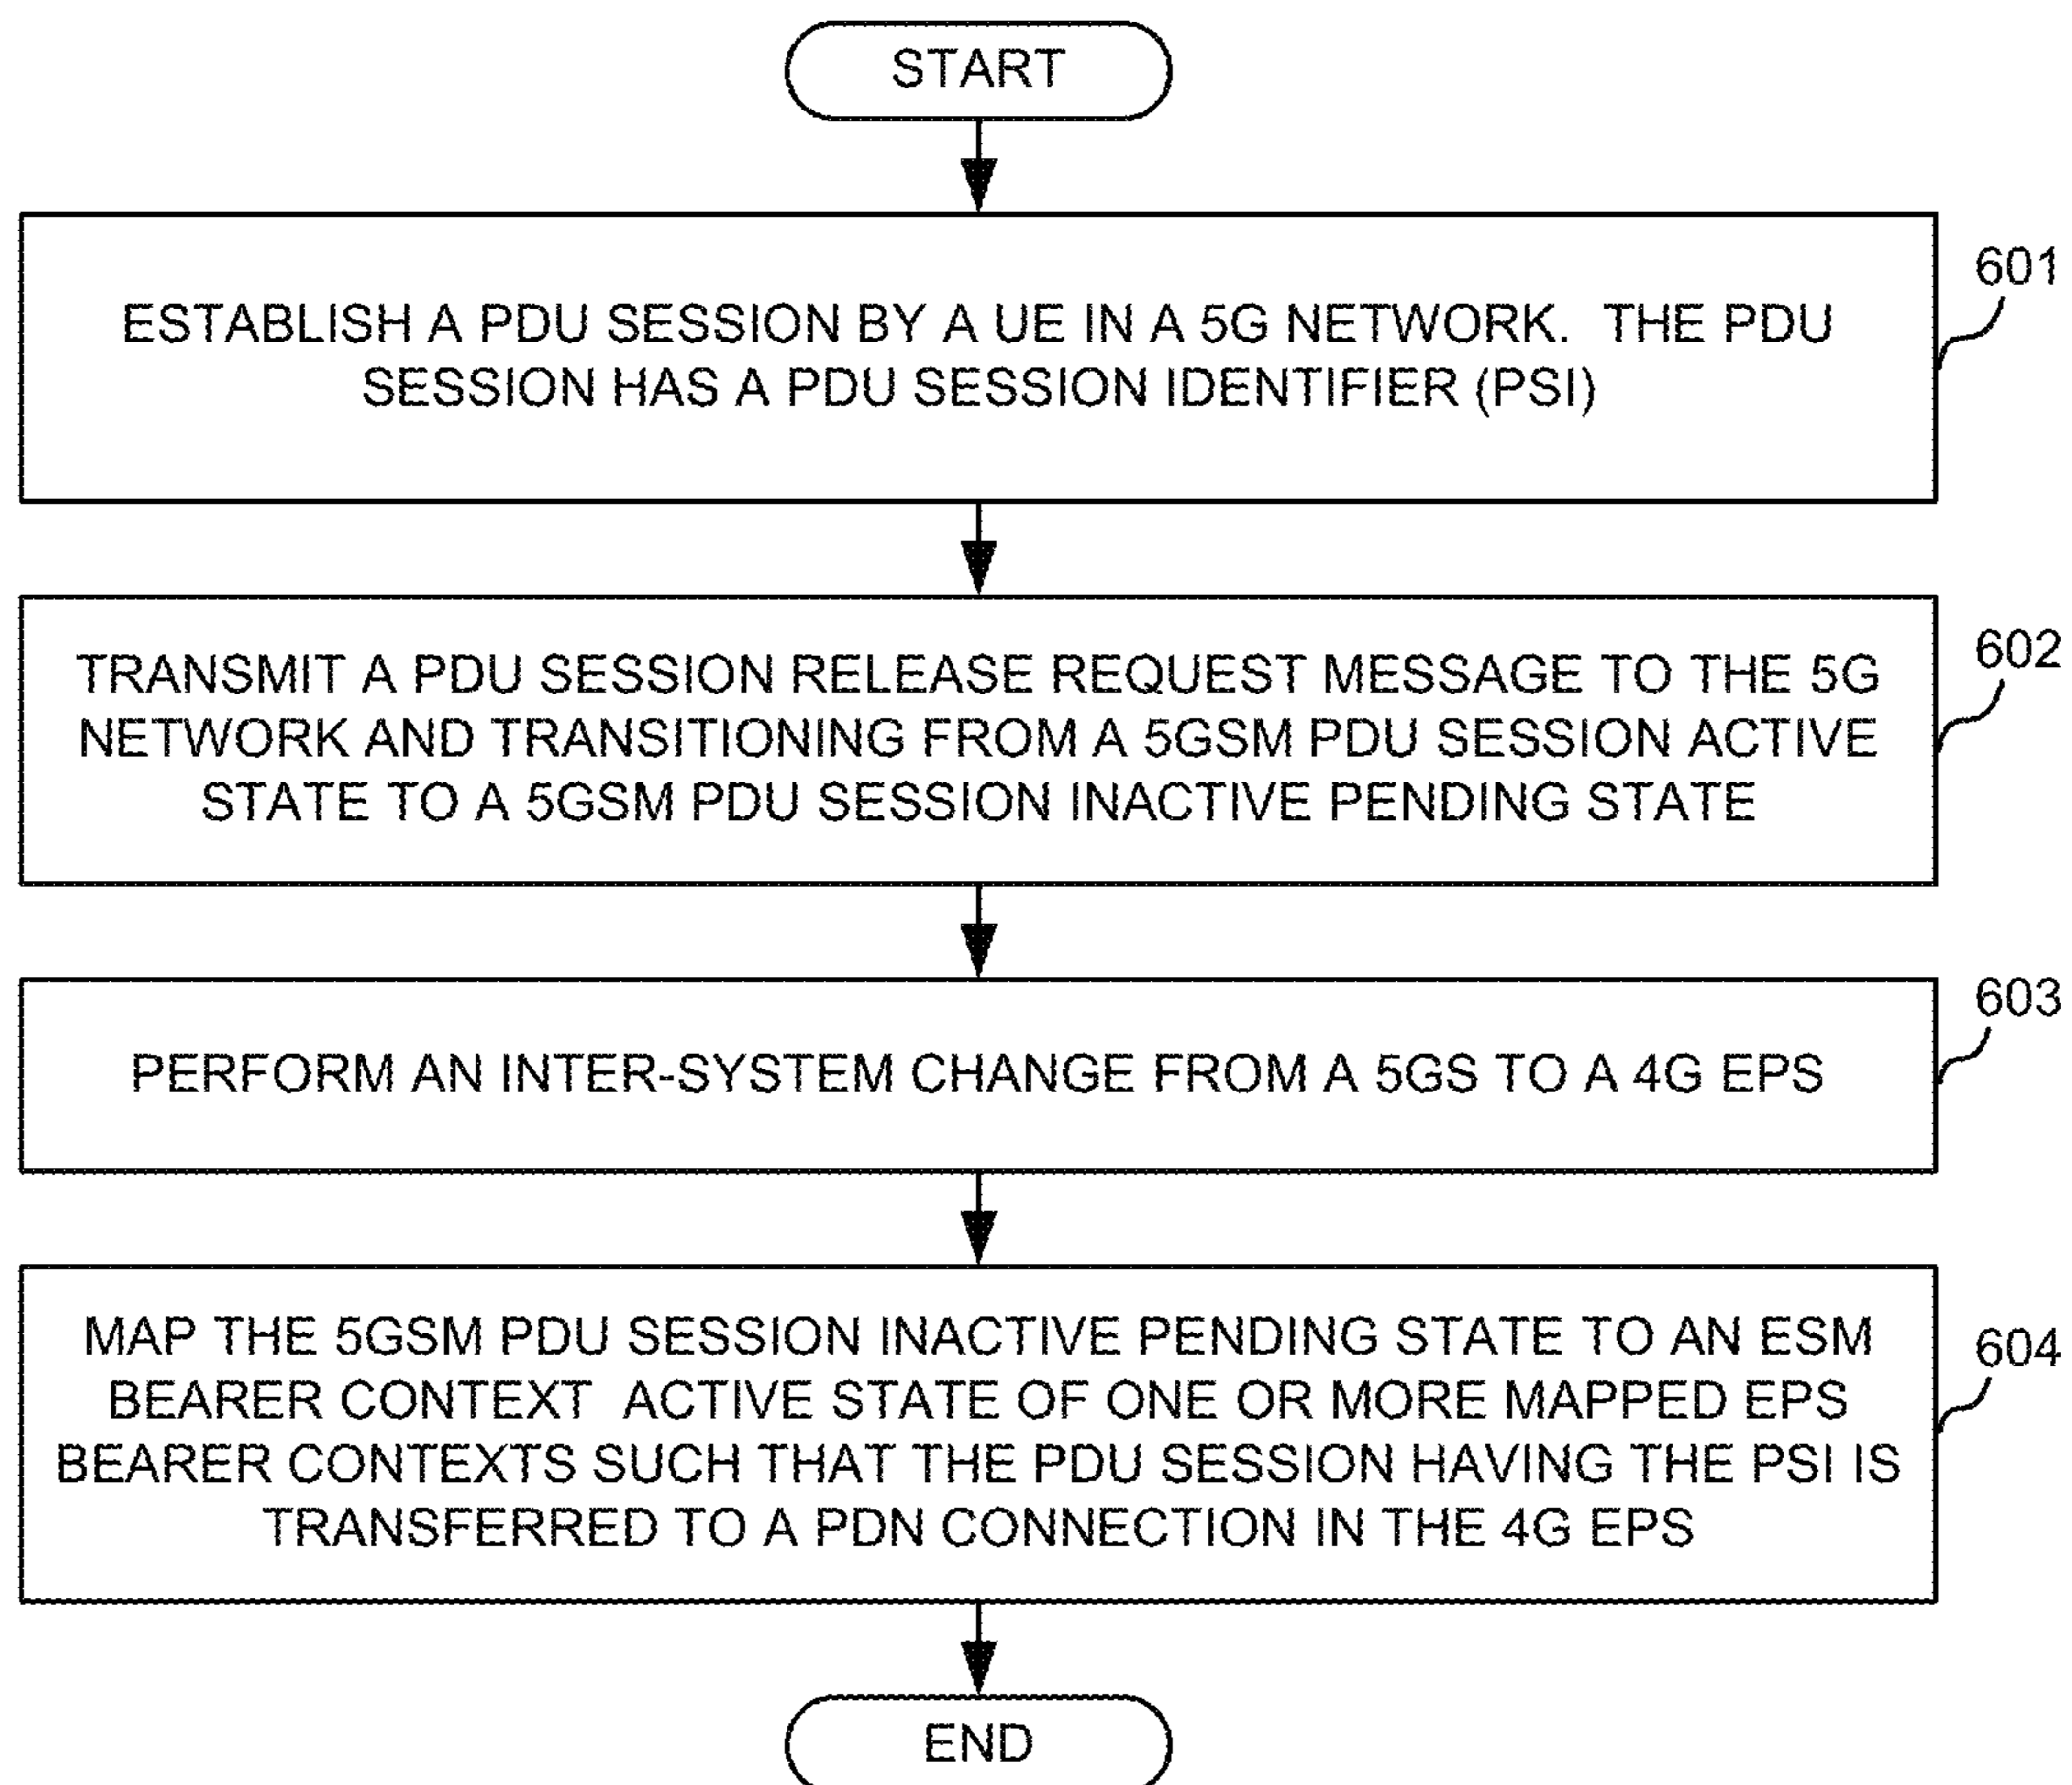 START
601
ESTABLISH A PDU SESSION BY A UE IN A 5G NETWORK. THE PDU
SESSION HAS A PDU SESSION IDENTIFIER (PSI)
602
TRANSMIT A PDU SESSION RELEASE REQUEST MESSAGE TO THE 5G
NETWORK AND TRANSITIONING FROM A 5GSM PDU SESSION ACTIVE
STATE TO A 5GSM PDU SESSION INACTIVE PENDING STATE
603
PERFORM AN INTER-SYSTEM CHANGE FROM A 5GS TO A 4G EPS
604
MAP THE 5GSM PDU SESSION INACTIVE PENDING STATE TO AN ESM
BEARER CONTEXT ACTIVE STATE OF ONE OR MORE MAPPED EPS
BEARER CONTEXTS SUCH THAT THE PDU SESSION HAVING THE PSI IS
TRANSFERRED TO A PDN CONNECTION IN THE 4G EPS
END